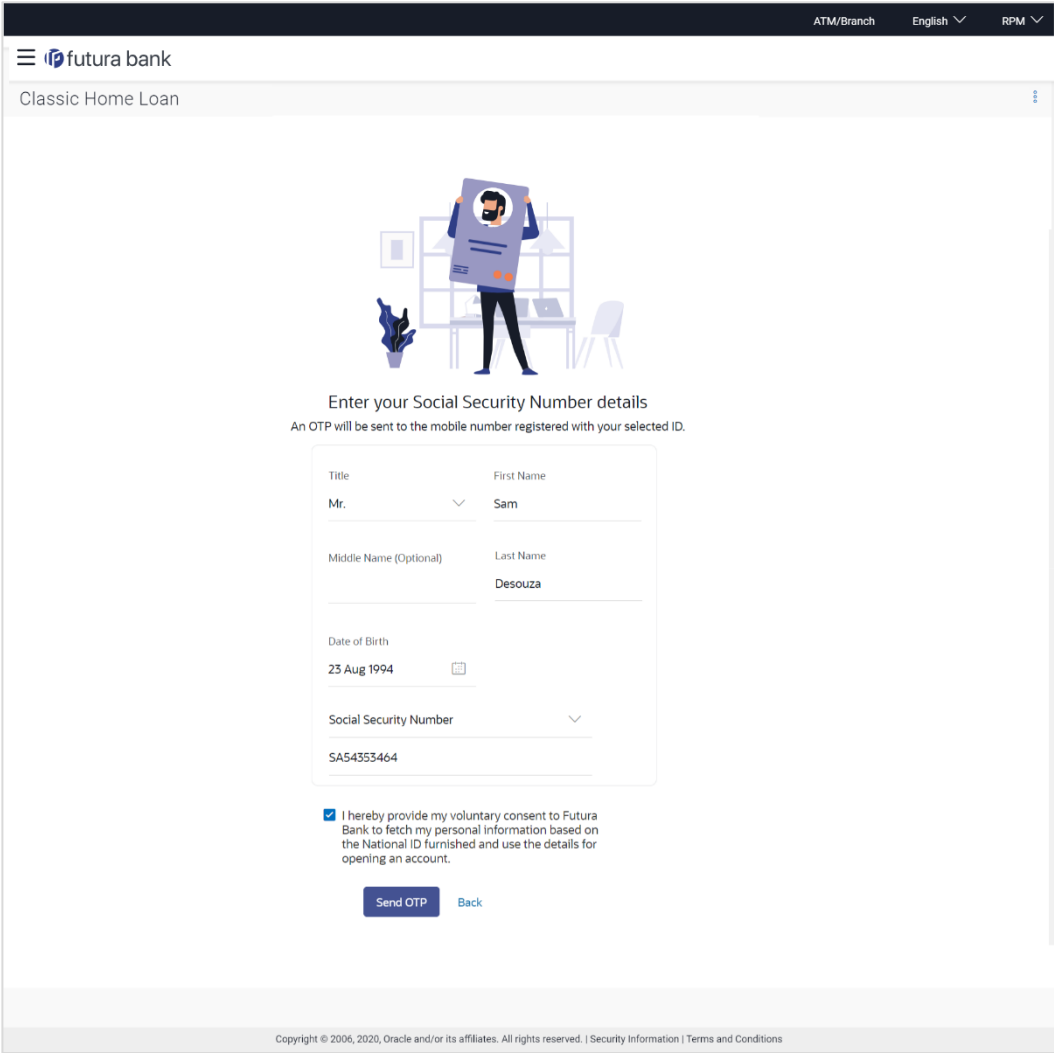 ATM/Branch English RPM
futura bank
Classic Home Loan
Enter your Social Security Number details
An OTP will be sent to the mobile number registered with your selected ID.
Title First Name
Mr. Sam
Middle Name (Optional) Last Name
Desouza
Date of Birth
23 Aug 1994
Social Security Number
SA54353464
I hereby provide my voluntary consent to Futura
Bank to fetch my personal information based on
the National ID furnished and use the details for
opening an account.
Send OTP Back
Copyright © 2006, 2020, Oracle and/or its affiliates. All rights reserved. | Security Information | Terms and Conditions